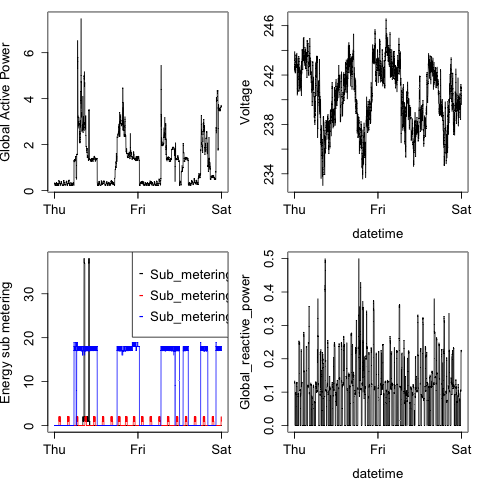 Global Active Power
0
2
4
6
Thu
Fri
Sat
Voltage
234
238
242
246
Thu
Fri
Sat
datetime
Energy sub metering
0
10
20
30
Sub_metering
Sub_metering
Sub_metering
Thu
Fri
Sat
Global_reactive_power
0.0
0.1
0.2
0.3
0.4
0.5
Thu
Fri
Sat
datetime